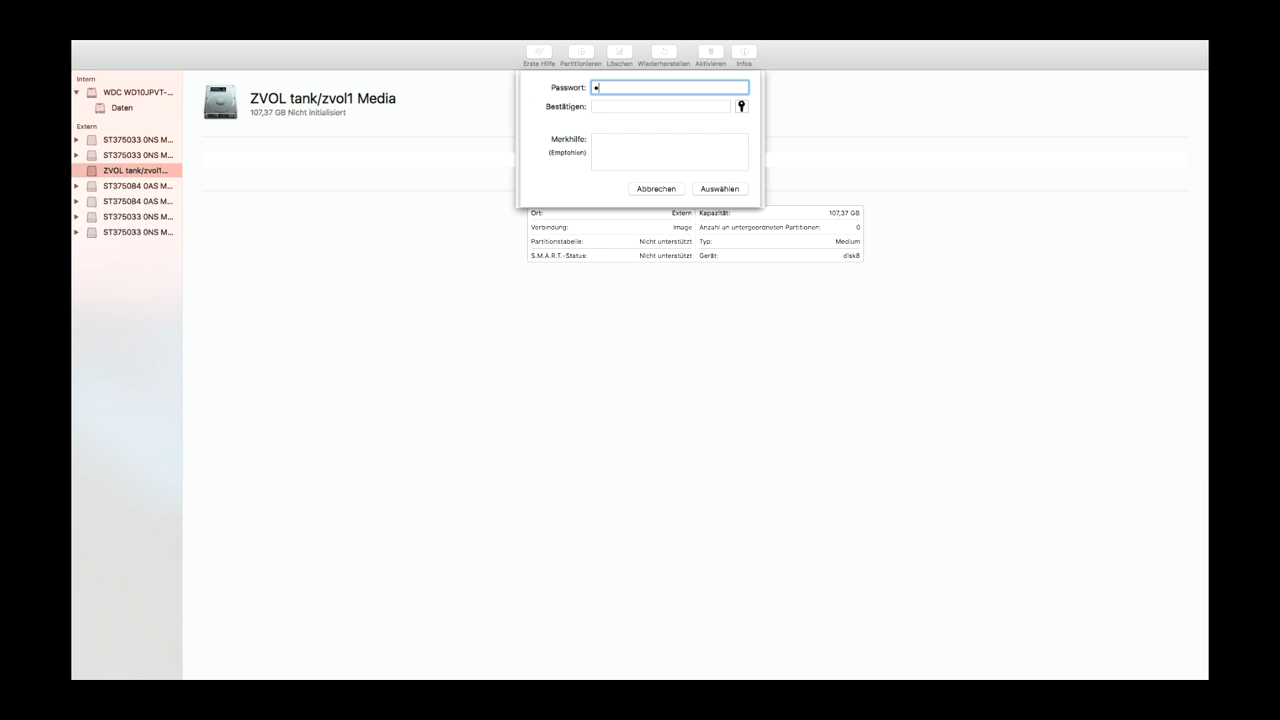 Erste Hilfe Partitionieren Löschen Wiederherstellen Aktivieren Infos
Intern
WDC WD10JPVT-...
Daten
Extern
ST375033 0NS M...
ST375033 0NS M...
ZVOL tank/zvol1...
ST375084 0AS M...
ST375084 0AS M...
ST375033 0NS M...
ST375033 0NS M...
ZVOL tank/zvol1 Media
107,37 GB Nicht initialisiert
Passwort:
Bestätigen:
Merkhilfe:
(Empfohlen)
Abbrechen Auswählen
Ort: Extern Kapazität: 107,37 GB
Verbindung: Image Anzahl an untergeordneten Partitionen: 0
Partitionstabelle: Nicht unterstützt Typ: Medium
S.M.A.R.T.-Status: Nicht unterstützt Gerät: disk8